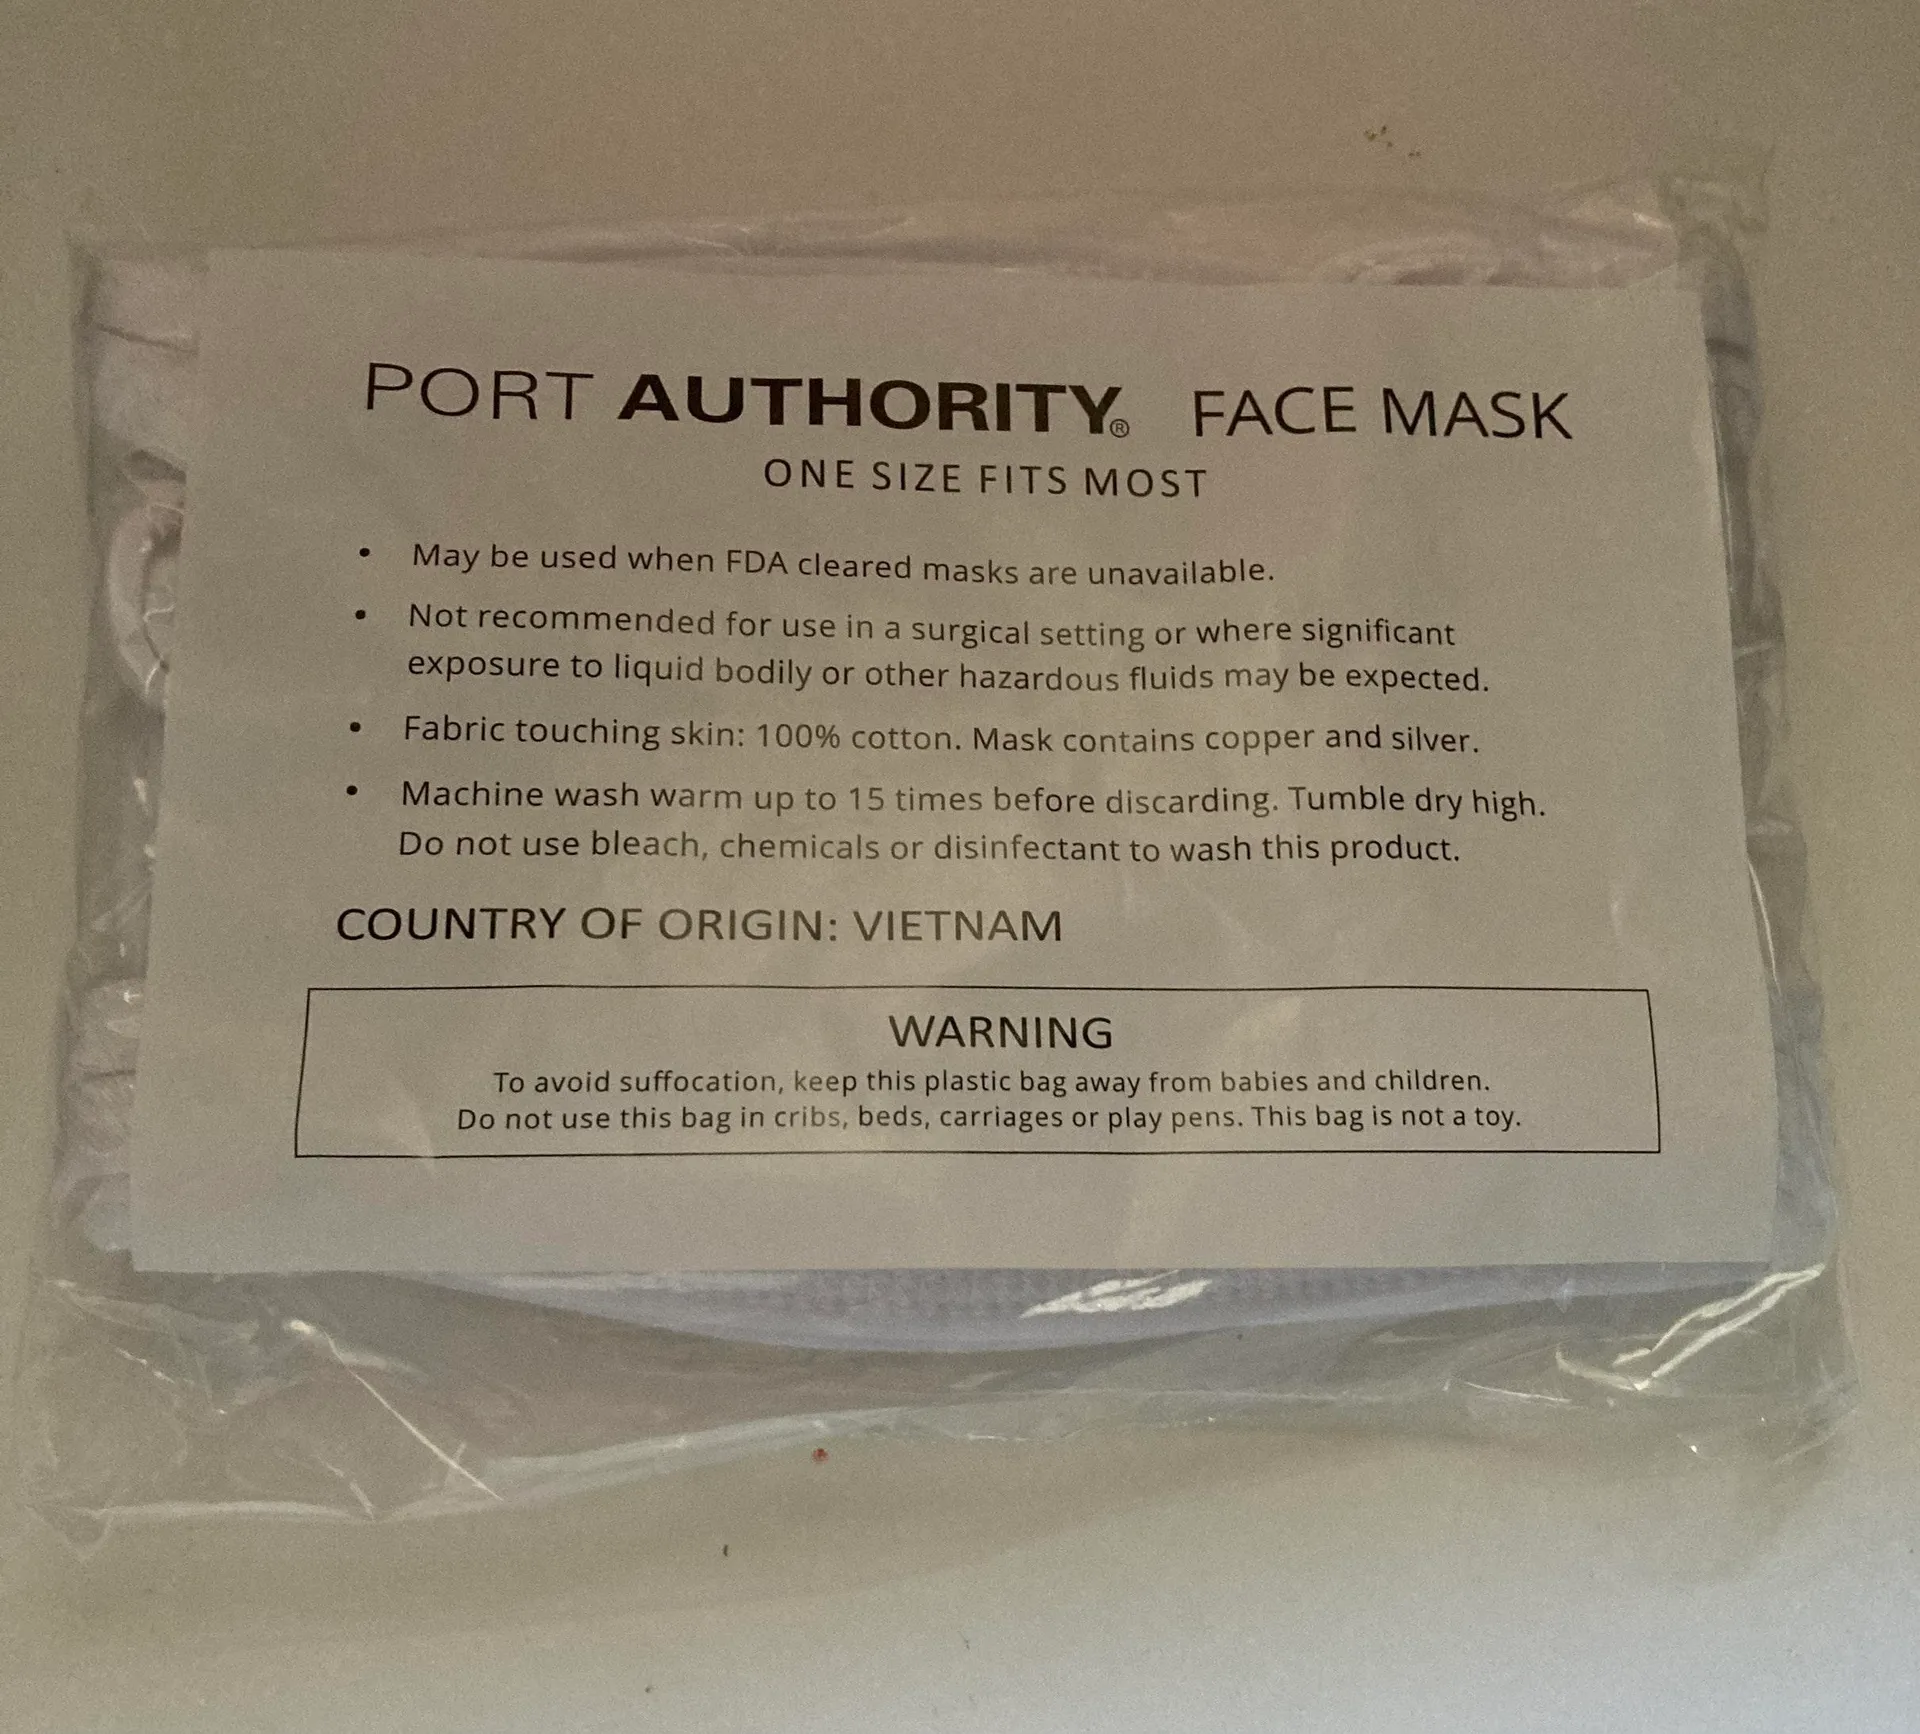 PORT AUTHORITY® FACE MASK
ONE SIZE FITS MOST
• May be used when FDA cleared masks are unavailable.
• Not recommended for use in a surgical setting or where significant
exposure to liquid bodily or other hazardous fluids may be expected.
• Fabric touching skin: 100% cotton. Mask contains copper and silver.
• Machine wash warm up to 15 times before discarding. Tumble dry high.
Do not use bleach, chemicals or disinfectant to wash this product.
COUNTRY OF ORIGIN: VIETNAM
WARNING
To avoid suffocation, keep this plastic bag away from babies and children.
Do not use this bag in cribs, beds, carriages or play pens. This bag is not a toy.